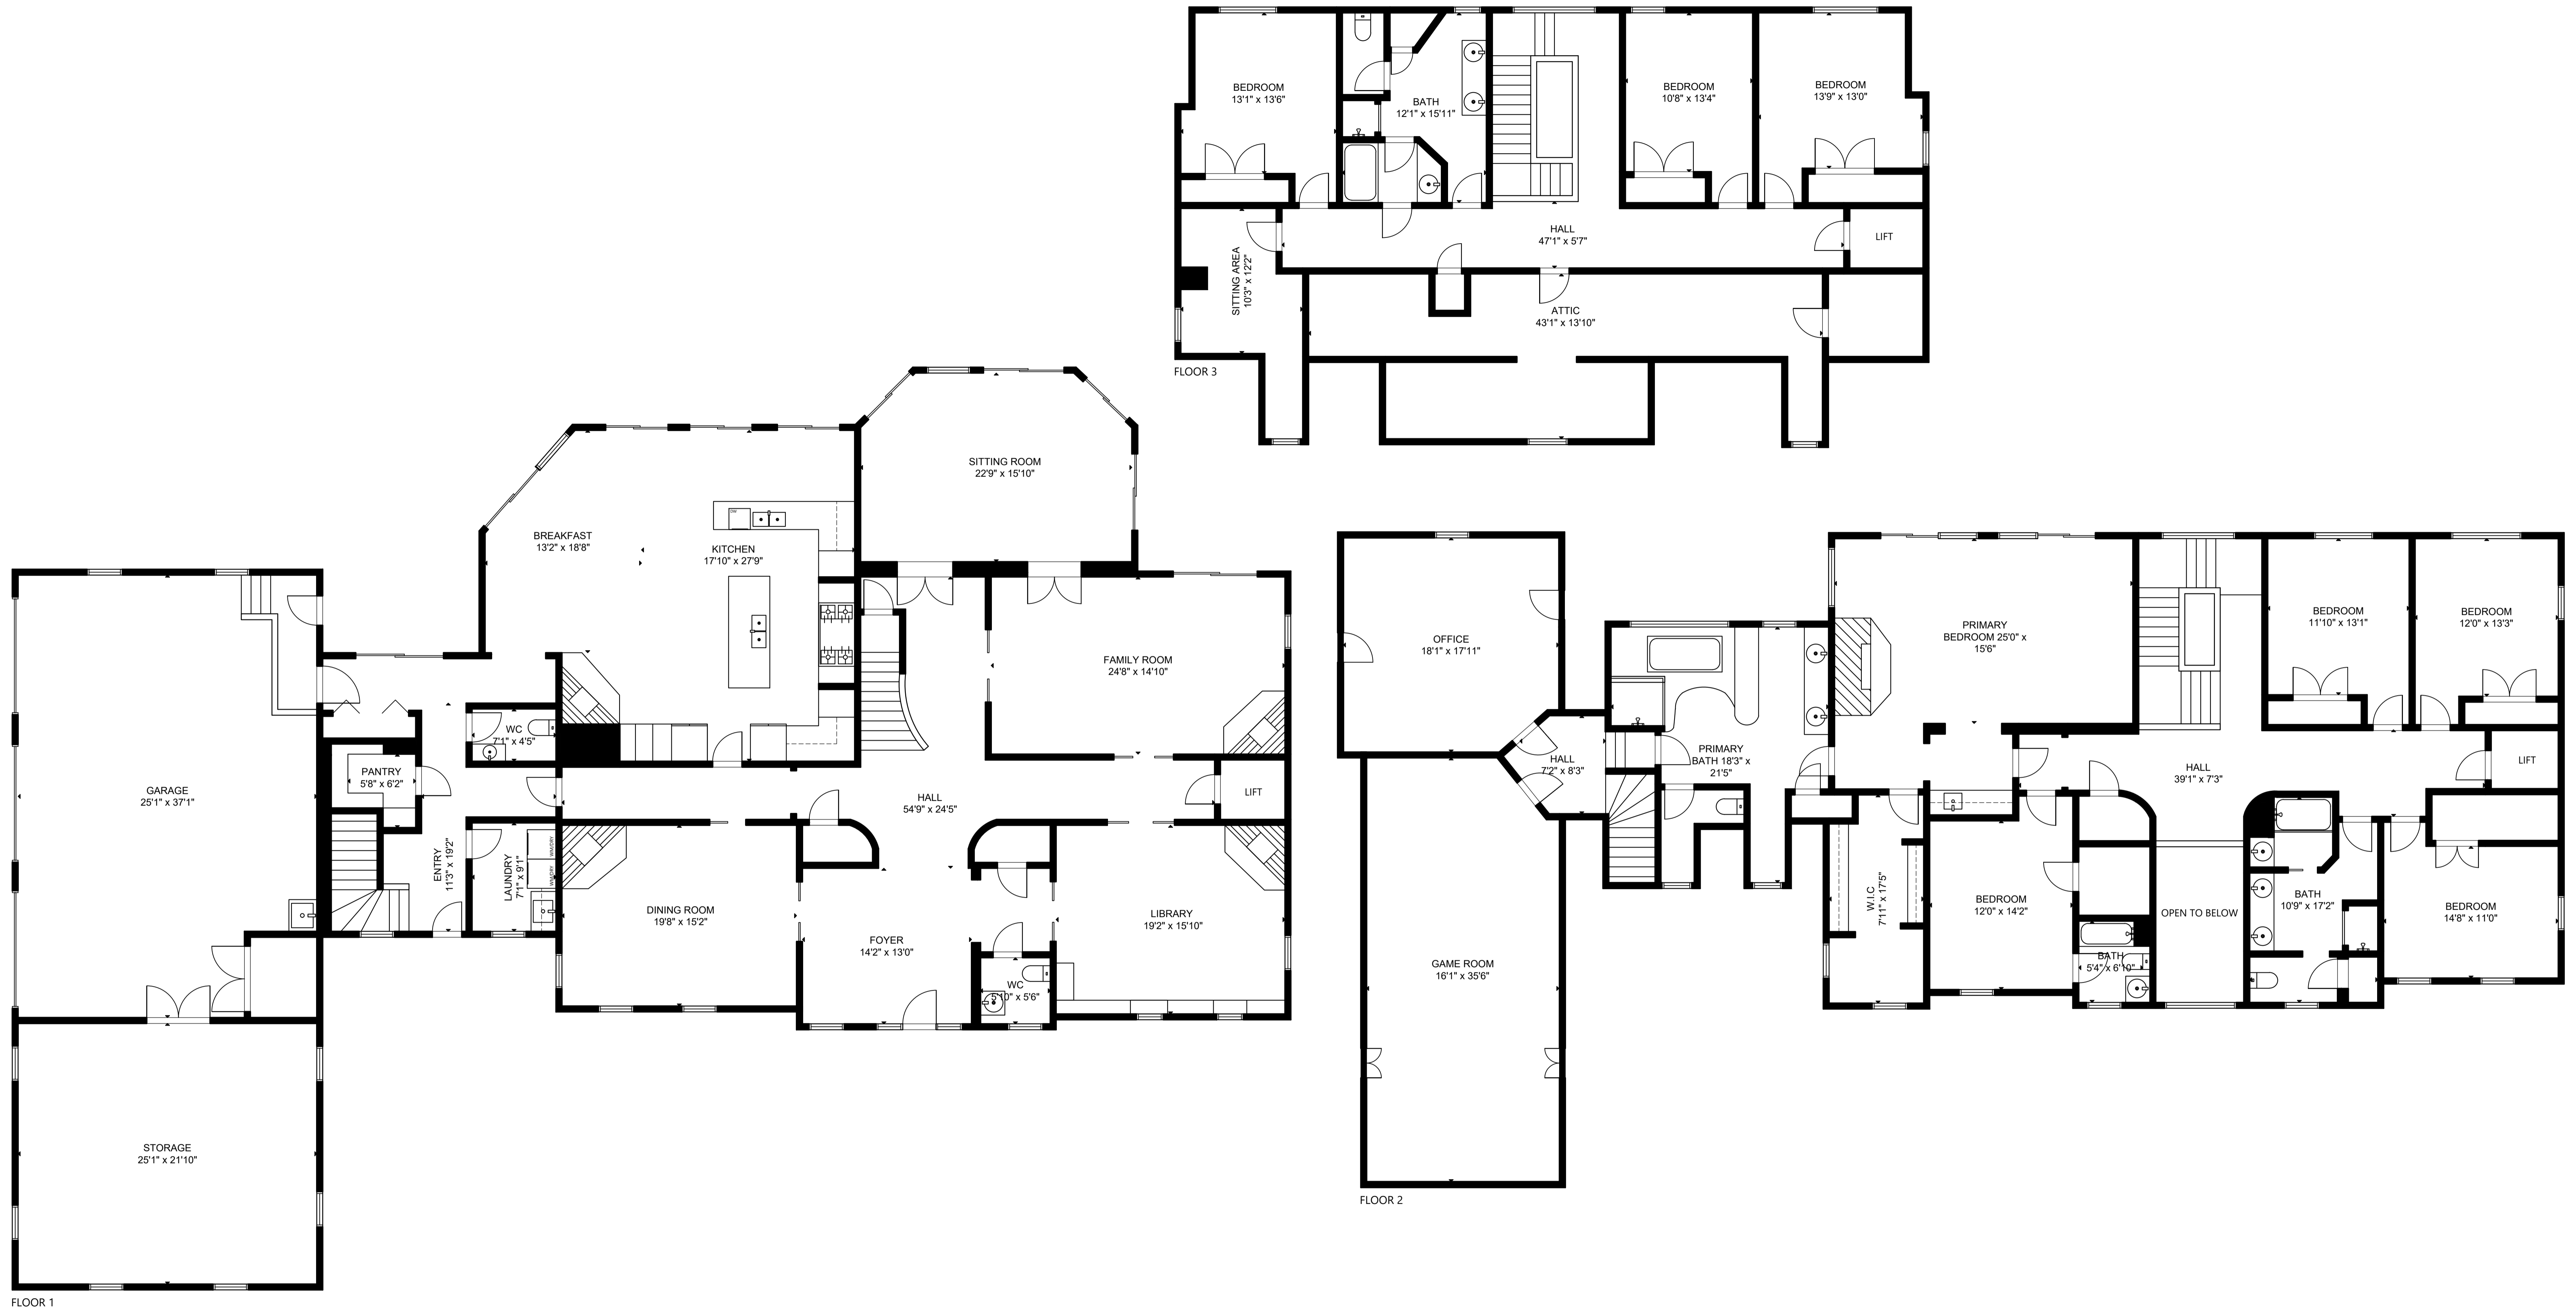 BEDROOM
13'1" x 13'6"
BATH
12'1" x 15'11"
BEDROOM
10'8" x 13'4"
BEDROOM
13'9" x 13'0"
HALL
47'1" x 5'7"
LIFT
SITTING AREA
10'3" x 12'2"
ATTIC
43'1" x 13'10"
FLOOR 3
SITTING ROOM
22'9" x 15'10"
BREAKFAST
13'2" x 18'8"
DW
KITCHEN
17'10" x 27'9"
FAMILY ROOM
24'8" x 14'10"
WC
7'1" x 4'5"
PANTRY
5'8" x 6'2"
GARAGE
25'1" x 37'1"
HALL
54'9" x 24'5"
LIFT
ENTRY
11'3" x 19'2"
LAUNDRY
7'1" x 9'1"
WM/DRY
WM/DRY
DINING ROOM
19'8" x 15'2"
FOYER
14'2" x 13'0"
LIBRARY
19'2" x 15'10"
WC
5'10" x 5'6"
STORAGE
25'1" x 21'10"
FLOOR 1
OFFICE
18'1" x 17'11"
PRIMARY
BEDROOM 25'0" x
15'6"
BEDROOM
11'10" x 13'1"
BEDROOM
12'0" x 13'3"
HALL
7'2" x 8'3"
PRIMARY
BATH 18'3" x
21'5"
HALL
39'1" x 7'3"
LIFT
W.I.C
7'11" x 17'5"
BEDROOM
12'0" x 14'2"
OPEN TO BELOW
BATH
10'9" x 17'2"
BEDROOM
14'8" x 11'0"
BATH
5'4" x 6'10"
GAME ROOM
16'1" x 35'6"
FLOOR 2